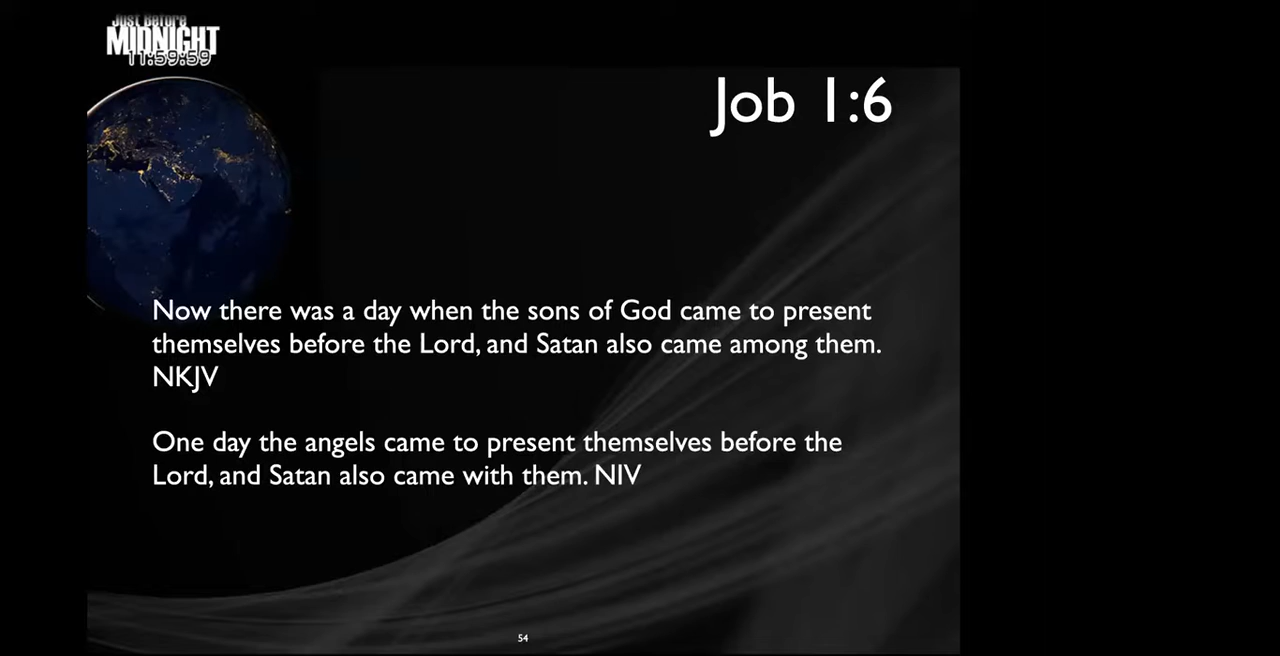 Just Before
MIDNIGHT
11:59:59
Job 1:6
Now there was a day when the sons of God came to present
themselves before the Lord, and Satan also came among them.
NKJV
One day the angels came to present themselves before the
Lord, and Satan also came with them. NIV
54